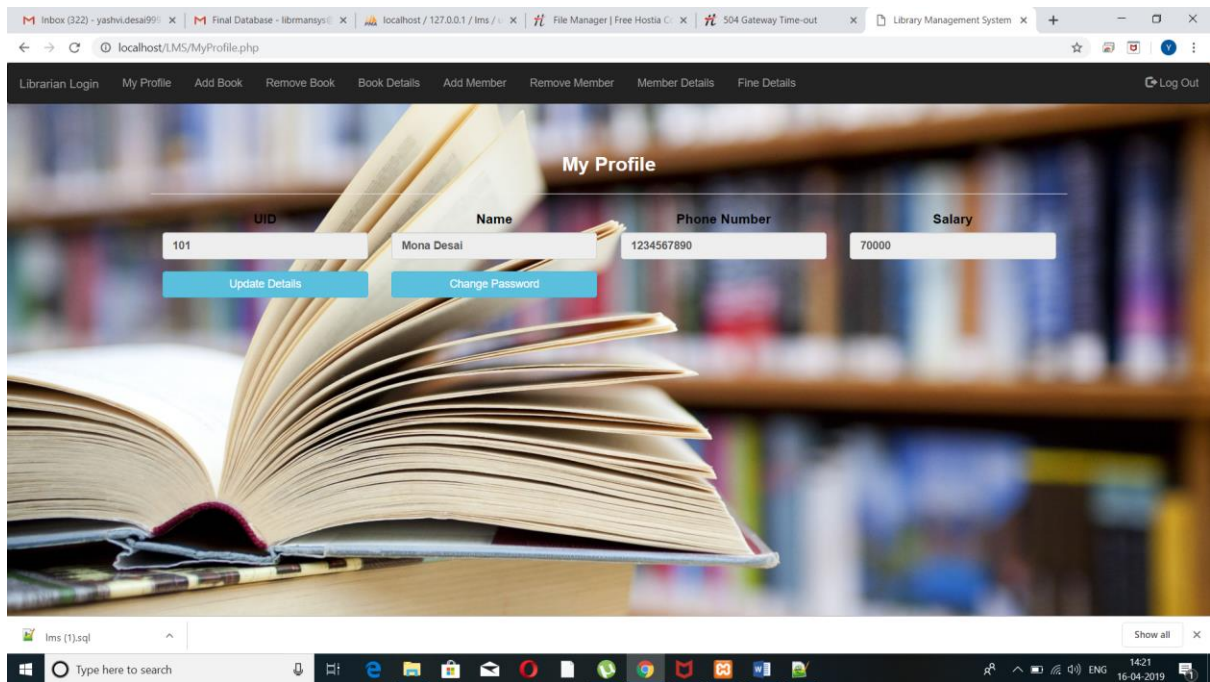 Inbox (322) - yashvi.desai999
Final Database - librmansys@
localhost / 127.0.0.1 / lms /
File Manager | Free Hostia
504 Gateway Time-out
Library Management System
localhost/LMS/MyProfile.php
Y
Librarian Login My Profile Add Book Remove Book Book Details Add Member Remove Member Member Details Fine Details Log Out
My Profile
UID Name Phone Number Salary
101 Mona Desai 1234567890 70000
Update Details Change Password
lms (1).sql Show all
Type here to search
ENG 14:21
16-04-2019